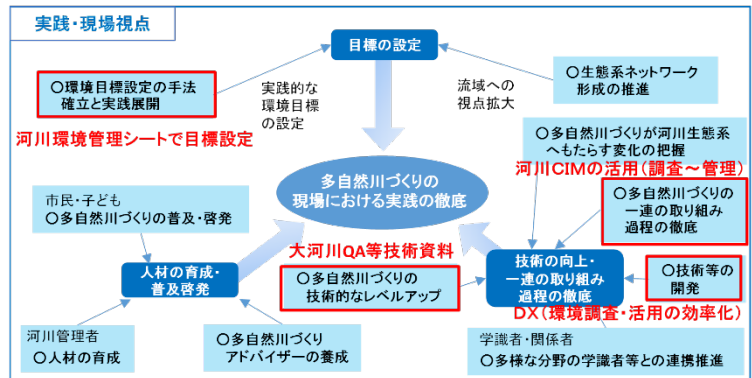 実践・現場視点
目標の設定
〇環境目標設定の手法
確立と実践展開
実践的な
環境目標
の設定
流域への
視点拡大
〇生態系ネットワーク
形成の推進
河川環境管理シートで目標設定
〇多自然川づくりが河川生態系
へもたらす変化の把握
河川CIMの活用(調査～管理)
多自然川づくりの
現場における実践の徹底
市民・子ども
〇多自然川づくりの普及・啓発
〇多自然川づくりの
一連の取り組み
過程の徹底
大河川QA等技術資料
人材の育成・
普及啓発
〇多自然川づくりの
技術的なレベルアップ
技術の向上・
一連の取り組み
過程の徹底
〇技術等の
開発
DX(環境調査・活用の効率化)
河川管理者
〇人材の育成
〇多自然川づくり
アドバイザーの養成
学識者・関係者
〇多様な分野の学識者等との連携推進